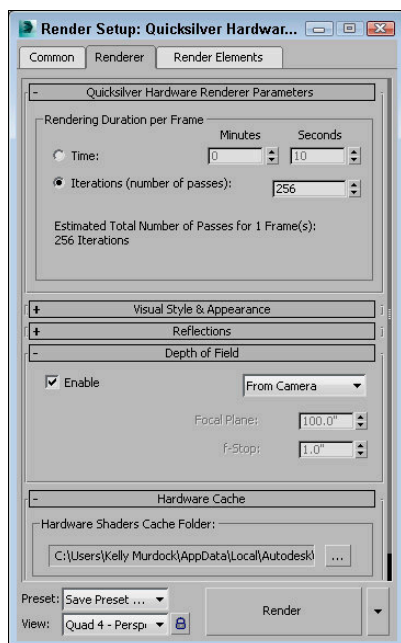 Render Setup: Quicksilver Hardwar...
Common Renderer Render Elements
- Quicksilver Hardware Renderer Parameters
Rendering Duration per Frame
Minutes Seconds
Time: 0 10
Iterations (number of passes): 256
Estimated Total Number of Passes for 1 Frame(s):
256 Iterations
+ Visual Style & Appearance
+ Reflections
- Depth of Field
Enable From Camera
Focal Plane: 100.0"
f-Stop: 1.0"
- Hardware Cache
Hardware Shaders Cache Folder:
C:\Users\Kelly Murdock\AppData\Local\Autodesk\ ...
Preset: Save Preset ...
View: Quad 4 - Persp Render